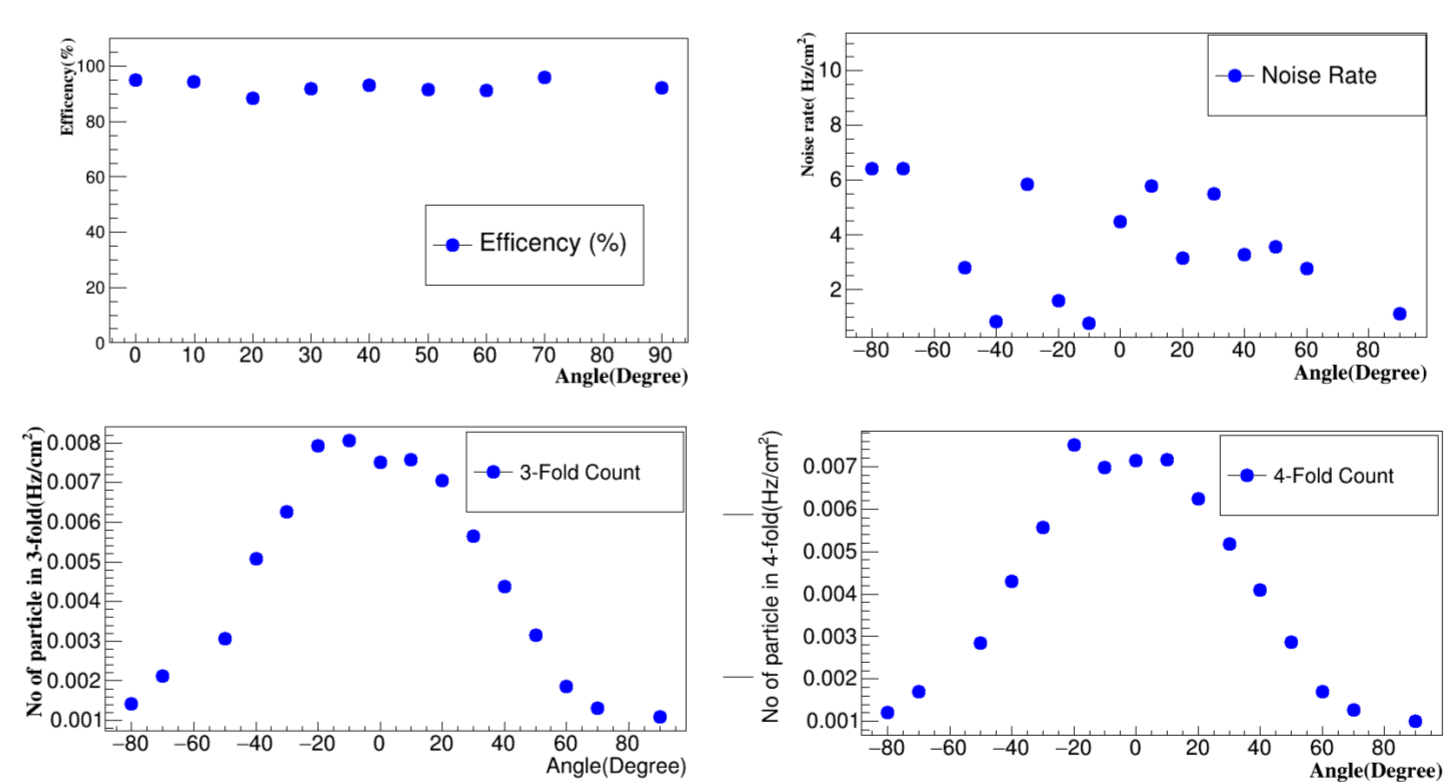 Efficency(%)
100
80
60
40
20
0
Efficency (%)
0 10 20 30 40 50 60 70 80 90
Angle(Degree)
Noise rate( Hz/cm²)
10
8
6
4
2
Noise Rate
−80 −60 −40 −20 0 20 40 60 80
Angle(Degree)
No of particle in 3-fold(Hz/cm²)
0.008
0.007
0.006
0.005
0.004
0.003
0.002
0.001
3-Fold Count
−80 −60 −40 −20 0 20 40 60 80
Angle(Degree)
No of particle in 4-fold(Hz/cm²)
0.007
0.006
0.005
0.004
0.003
0.002
0.001
4-Fold Count
−80 −60 −40 −20 0 20 40 60 80
Angle(Degree)